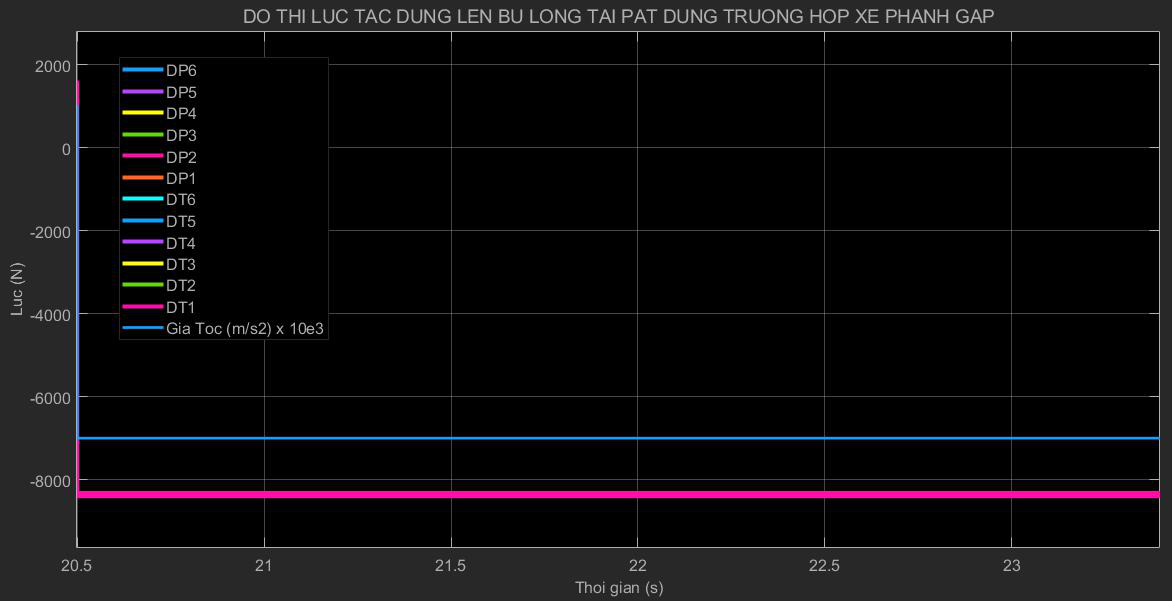 DO THI LUC TAC DUNG LEN BU LONG TAI PAT DUNG TRUONG HOP XE PHANH GAP
2000
0
-2000
-4000
-6000
-8000
Luc (N)
DP6
DP5
DP4
DP3
DP2
DP1
DT6
DT5
DT4
DT3
DT2
DT1
Gia Toc (m/s2) x 10e3
20.5 21 21.5 22 22.5 23
Thoi gian (s)